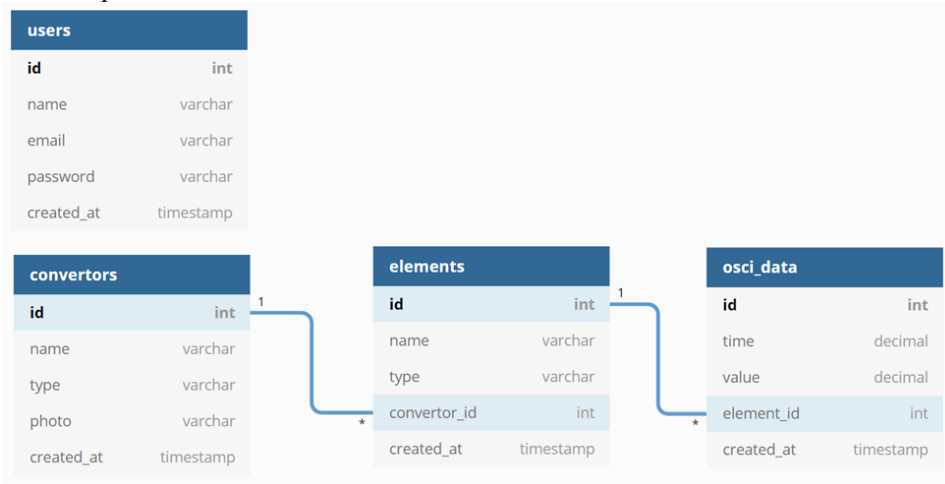 users
id int
name varchar
email varchar
password varchar
created_at timestamp
convertors
id int
name varchar
type varchar
photo varchar
created_at timestamp
1
*
elements
id int
name varchar
type varchar
convertor_id int
created_at timestamp
1
*
osci_data
id int
time decimal
value decimal
element_id int
created_at timestamp